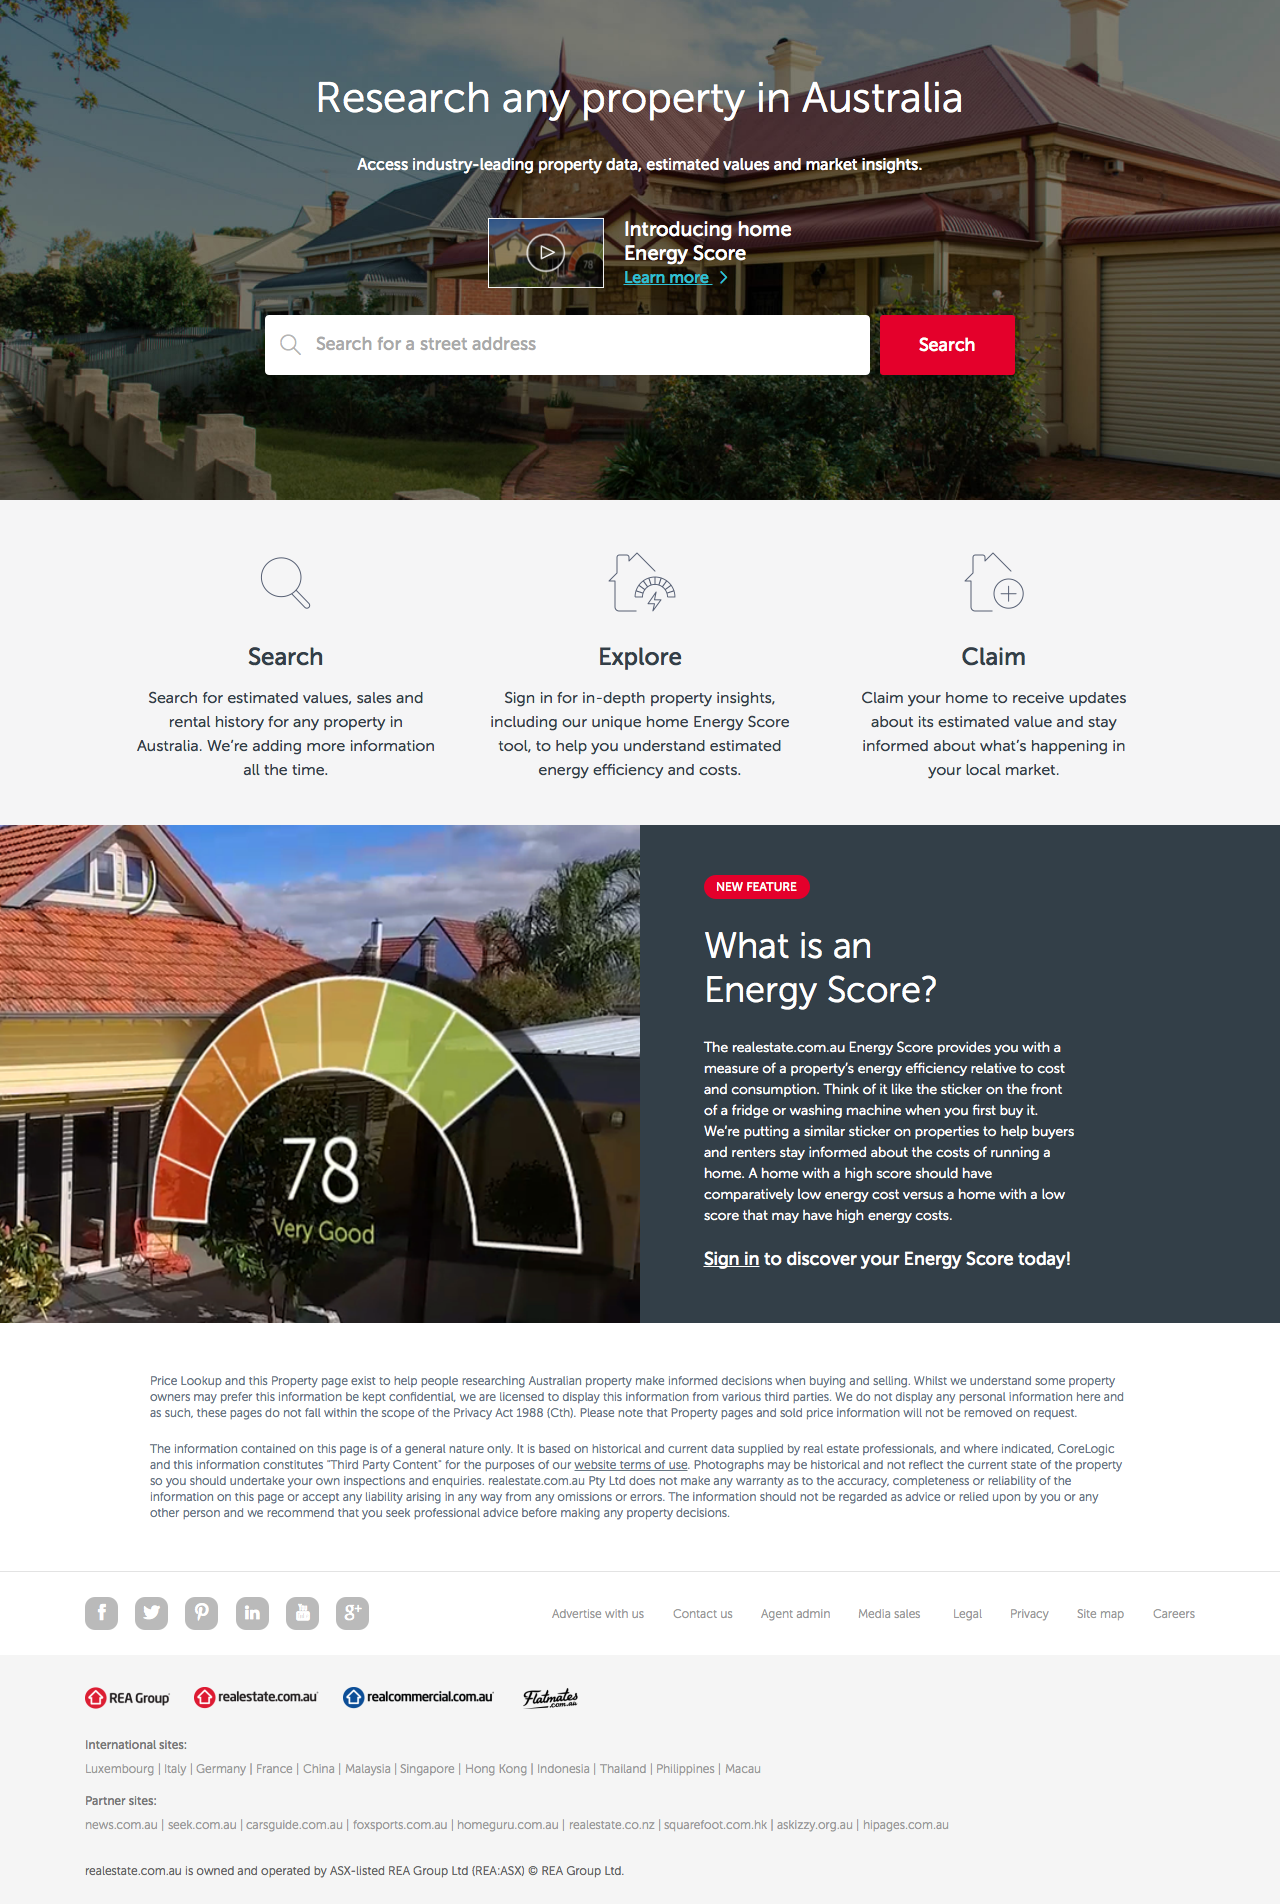 Research any property in Australia
Access industry-leading property data, estimated values and market insights.
78
Introducing home
Energy Score
Learn more
Search for a street address
Search
Search
Search for estimated values, sales and
rental history for any property in
Australia. We're adding more information
all the time.
Explore
Sign in for in-depth property insights,
including our unique home Energy Score
tool, to help you understand estimated
energy efficiency and costs.
Claim
Claim your home to receive updates
about its estimated value and stay
informed about what's happening in
your local market.
78
Very Good
NEW FEATURE
What is an
Energy Score?
The realestate.com.au Energy Score provides you with a
measure of a property's energy efficiency relative to cost
and consumption. Think of it like the sticker on the front
of a fridge or washing machine when you first buy it.
We're putting a similar sticker on properties to help buyers
and renters stay informed about the costs of running a
home. A home with a high score should have
comparatively low energy cost versus a home with a low
score that may have high energy costs.
Sign in to discover your Energy Score today!
Price Lookup and this Property page exist to help people researching Australian property make informed decisions when buying and selling. Whilst we understand some property
owners may prefer this information be kept confidential, we are licensed to display this information from various third parties. We do not display any personal information here and
as such, these pages do not fall within the scope of the Privacy Act 1988 (Cth). Please note that Property pages and sold price information will not be removed on request.
The information contained on this page is of a general nature only. It is based on historical and current data supplied by real estate professionals, and where indicated, CoreLogic
and this information constitutes "Third Party Content" for the purposes of our website terms of use. Photographs may be historical and not reflect the current state of the property
so you should undertake your own inspections and enquiries. realestate.com.au Pty Ltd does not make any warranty as to the accuracy, completeness or reliability of the
information on this page or accept any liability arising in any way from any omissions or errors. The information should not be regarded as advice or relied upon by you or any
other person and we recommend that you seek professional advice before making any property decisions.
f in You g+
Advertise with us Contact us Agent admin Media sales Legal Privacy Site map Careers
REA Group realestate.com.au realcommercial.com.au Flatmates .com.au
International sites:
Luxembourg | Italy | Germany | France | China | Malaysia | Singapore | Hong Kong | Indonesia | Thailand | Philippines | Macau
Partner sites:
news.com.au | seek.com.au | carsguide.com.au | foxsports.com.au | homeguru.com.au | realestate.co.nz | squarefoot.com.hk | askizzy.org.au | hipages.com.au
realestate.com.au is owned and operated by ASX-listed REA Group Ltd (REA:ASX) © REA Group Ltd.